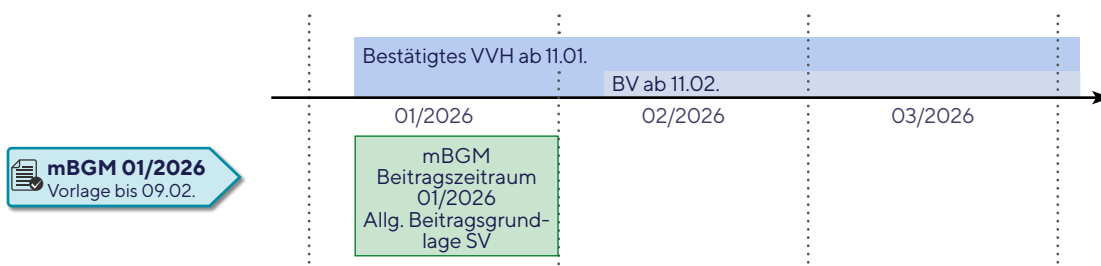 Bestätigtes VVH ab 11.01.
BV ab 11.02.
01/2026
02/2026
03/2026
mBGM 01/2026
Vorlage bis 09.02.
mBGM
Beitragszeitraum
01/2026
Allg. Beitragsgrund-
lage SV